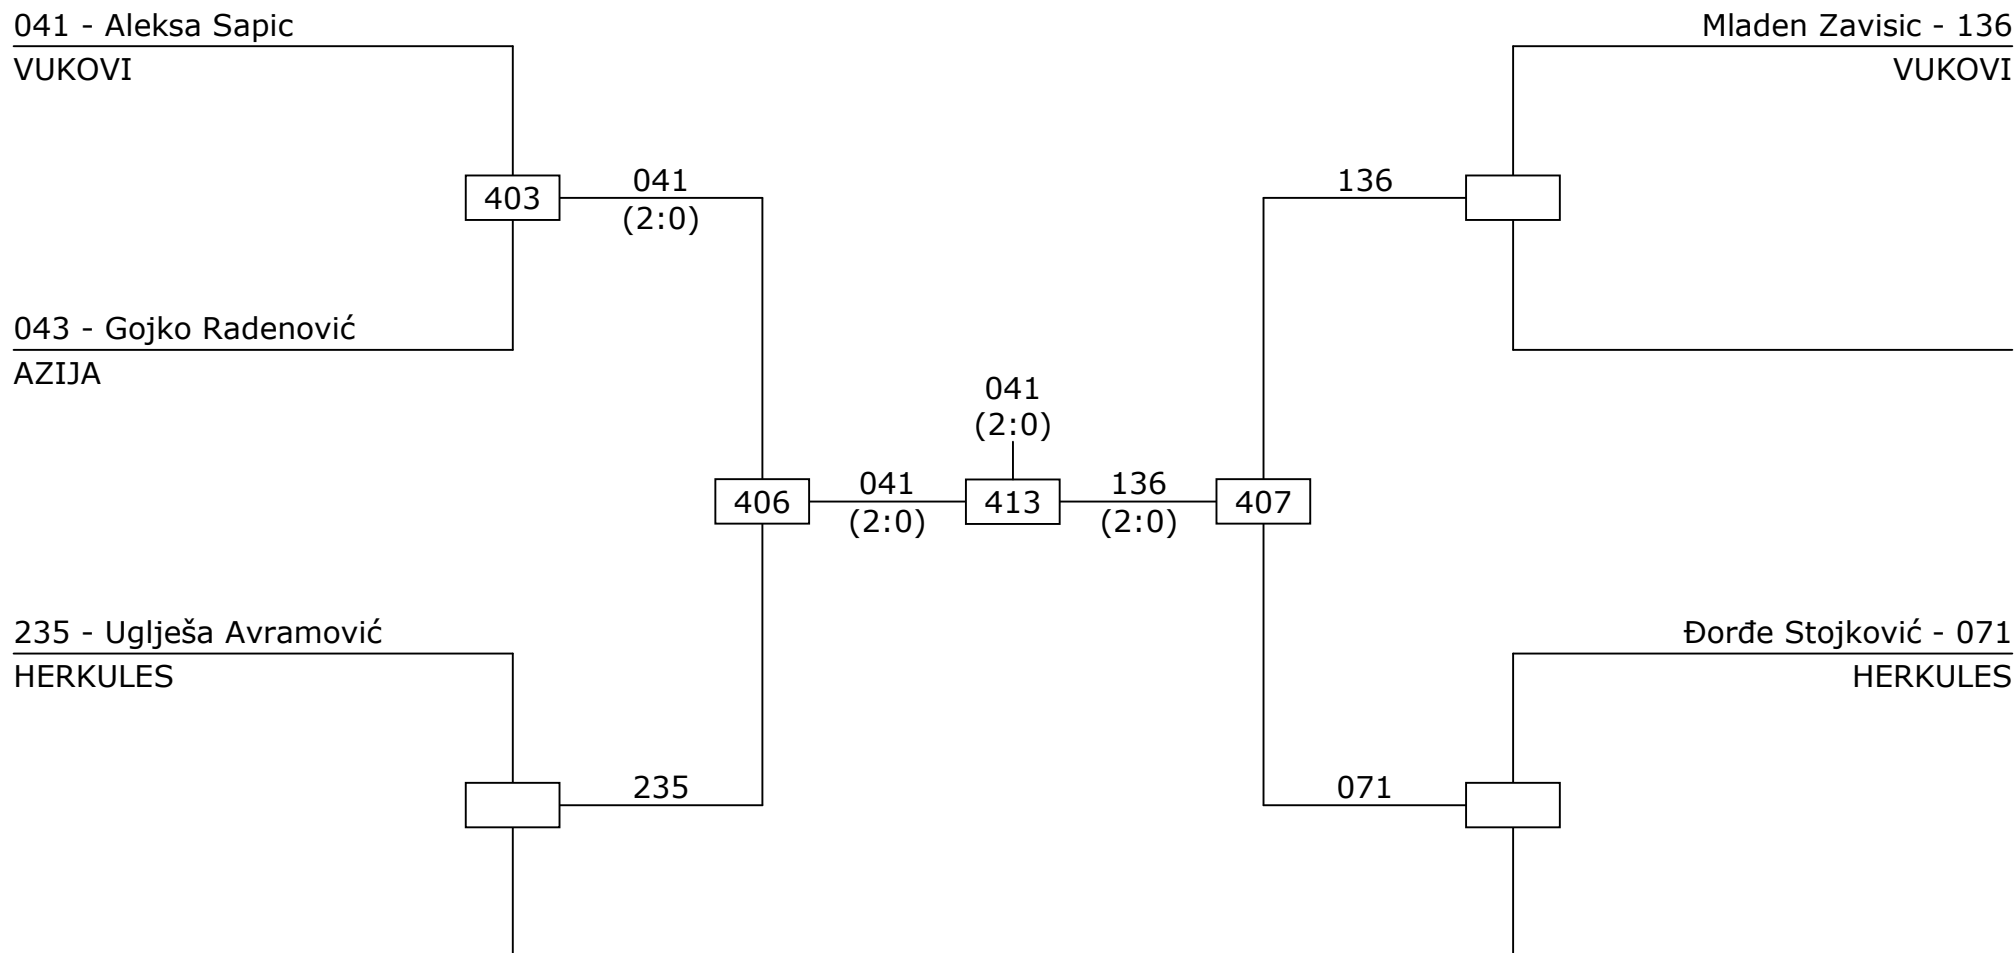 041 - Aleksa Sapic
VUKOVI
Mladen Zavisic - 136
VUKOVI
403
041
(2:0)
136
043 - Gojko Radenović
AZIJA
041
(2:0)
406
041
(2:0)
413
136
(2:0)
407
235 - Uglješa Avramović
HERKULES
Đorđe Stojković - 071
HERKULES
235
071